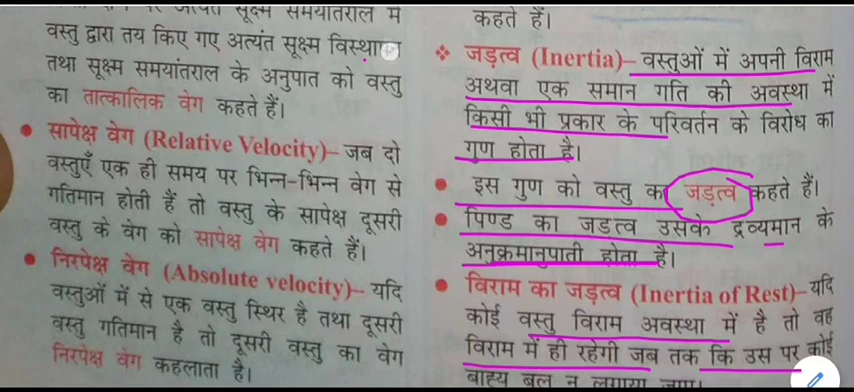 सूक्ष्म समयांतराल में
वस्तु द्वारा तय किए गए अत्यंत सूक्ष्म विस्थापन
तथा सूक्ष्म समयांतराल के अनुपात को वस्तु
का तात्कालिक वेग कहते हैं।
सापेक्ष वेग (Relative Velocity)– जब दो
वस्तुएँ एक ही समय पर भिन्न-भिन्न वेग से
गतिमान होती हैं तो वस्तु के सापेक्ष दूसरी
वस्तु के वेग को सापेक्ष वेग कहते हैं।
निरपेक्ष वेग (Absolute velocity)– यदि
वस्तुओं में से एक वस्तु स्थिर है तथा दूसरी
वस्तु गतिमान है तो दूसरी वस्तु का वेग
निरपेक्ष वेग कहलाता है।
कहते हैं।
जड़त्व (Inertia)– वस्तुओं में अपनी विराम
अथवा एक समान गति की अवस्था में
किसी भी प्रकार के परिवर्तन के विरोध का
गुण होता है।
इस गुण को वस्तु का जड़त्व कहते हैं।
पिण्ड का जड़त्व उसके द्रव्यमान के
अनुक्रमानुपाती होता है।
विराम का जड़त्व (Inertia of Rest)– यदि
कोई वस्तु विराम अवस्था में है तो वह
विराम में ही रहेगी जब तक कि उस पर कोई
बाह्य बल न लगाया जाए।